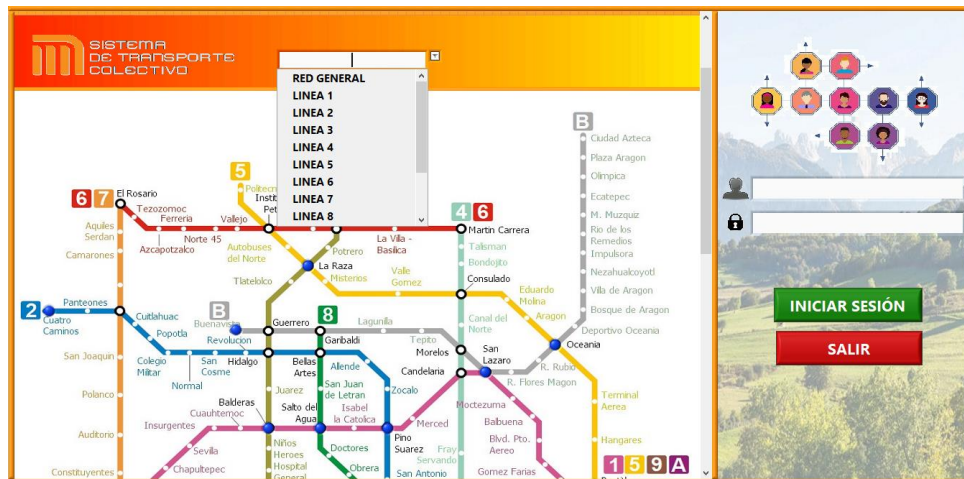 SISTEMA
DE TRANSPORTE
COLECTIVO
RED GENERAL
LINEA 1
LINEA 2
LINEA 3
LINEA 4
LINEA 5
LINEA 6
LINEA 7
LINEA 8
B
Ciudad Azteca
Plaza Aragon
Olimpica
Ecatepec
M. Muzquiz
Rio de los
Remedios
Impulsora
Nezahualcoyotl
Villa de Aragon
Bosque de Aragon
Deportivo Oceania
Oceania
R. Rubio
R. Flores Magon
5
6 7
El Rosario
Tezozomoc
Ferreria
Vallejo
Azcapotzalco
Norte 45
Aquiles
Serdan
Camarones
Autobuses
del Norte
La Raza
Potrero
La Villa -
Basilica
4 6
Martin Carrera
Talisman
Bondojito
Consulado
Tlatelolco
Misterios
Valle
Gomez
Eduardo
Molina
Aragon
Canal del
Norte
2
Panteones
Cuatro
Caminos
Cuitlahuac
Popotla
Colegio
Militar
Normal
San
Cosme
B
Buenavista
Revolucion
Hidalgo
Guerrero
8
Garibaldi
Lagunilla
Tepito
Morelos
San
Lazaro
Candelaria
Bellas
Artes
Allende
Zocalo
San Joaquin
Polanco
Auditorio
Constituyentes
Juarez
San Juan
de Letran
Balderas
Salto del
Agua
Isabel
la Catolica
Pino
Suarez
Merced
Moctezuma
Balbuena
Blvd. Pto.
Aereo
Gomez Farias
Terminal
Aerea
Hangares
Cuauhtemoc
Insurgentes
Sevilla
Chapultepec
Niños
Heroes
Hospital
General
Doctores
Obrera
San Antonio
Fray
Servando
1 5 9 A
INICIAR SESIÓN
SALIR